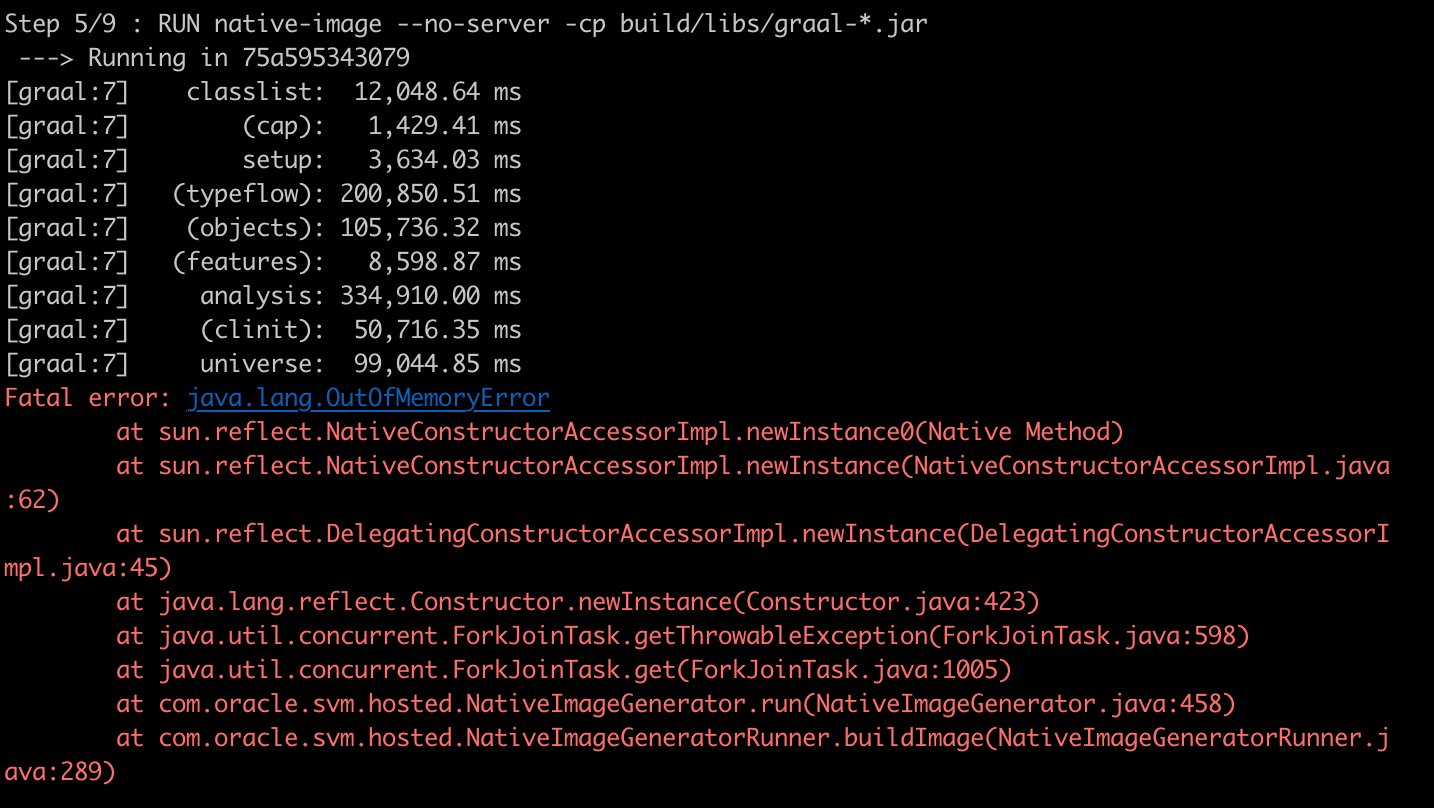 Step 5/9 : RUN native-image --no-server -cp build/libs/graal-*.jar
 ---> Running in 75a595343079
[graal:7]    classlist:  12,048.64 ms
[graal:7]        (cap):   1,429.41 ms
[graal:7]        setup:   3,634.03 ms
[graal:7]   (typeflow): 200,850.51 ms
[graal:7]    (objects): 105,736.32 ms
[graal:7]   (features):   8,598.87 ms
[graal:7]     analysis: 334,910.00 ms
[graal:7]     (clinit):  50,716.35 ms
[graal:7]     universe:  99,044.85 ms
Fatal error: java.lang.OutOfMemoryError
        at sun.reflect.NativeConstructorAccessorImpl.newInstance0(Native Method)
        at sun.reflect.NativeConstructorAccessorImpl.newInstance(NativeConstructorAccessorImpl.java
:62)
        at sun.reflect.DelegatingConstructorAccessorImpl.newInstance(DelegatingConstructorAccessorI
mpl.java:45)
        at java.lang.reflect.Constructor.newInstance(Constructor.java:423)
        at java.util.concurrent.ForkJoinTask.getThrowableException(ForkJoinTask.java:598)
        at java.util.concurrent.ForkJoinTask.get(ForkJoinTask.java:1005)
        at com.oracle.svm.hosted.NativeImageGenerator.run(NativeImageGenerator.java:458)
        at com.oracle.svm.hosted.NativeImageGeneratorRunner.buildImage(NativeImageGeneratorRunner.j
ava:289)